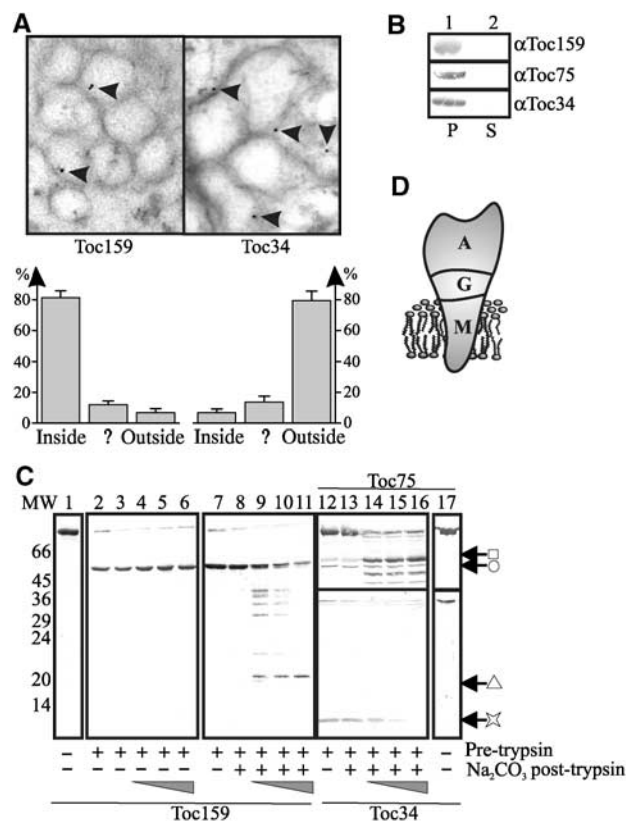 A
B
1 2
αToc159
αToc75
αToc34
P S
Toc159 Toc34
D
A
G
M
% %
80 80
60 60
40 40
20 20
0 0
Inside ? Outside Inside ? Outside
C
Toc75
MW 1 2 3 4 5 6 7 8 9 10 11 12 13 14 15 16 17
66
45
36
29
24
20
14
− + + + + + + + + + + + + + + + − Pre-trypsin
− − − + + + − + + + + − + + + + − Na₂CO₃ post-trypsin
Toc159 Toc34